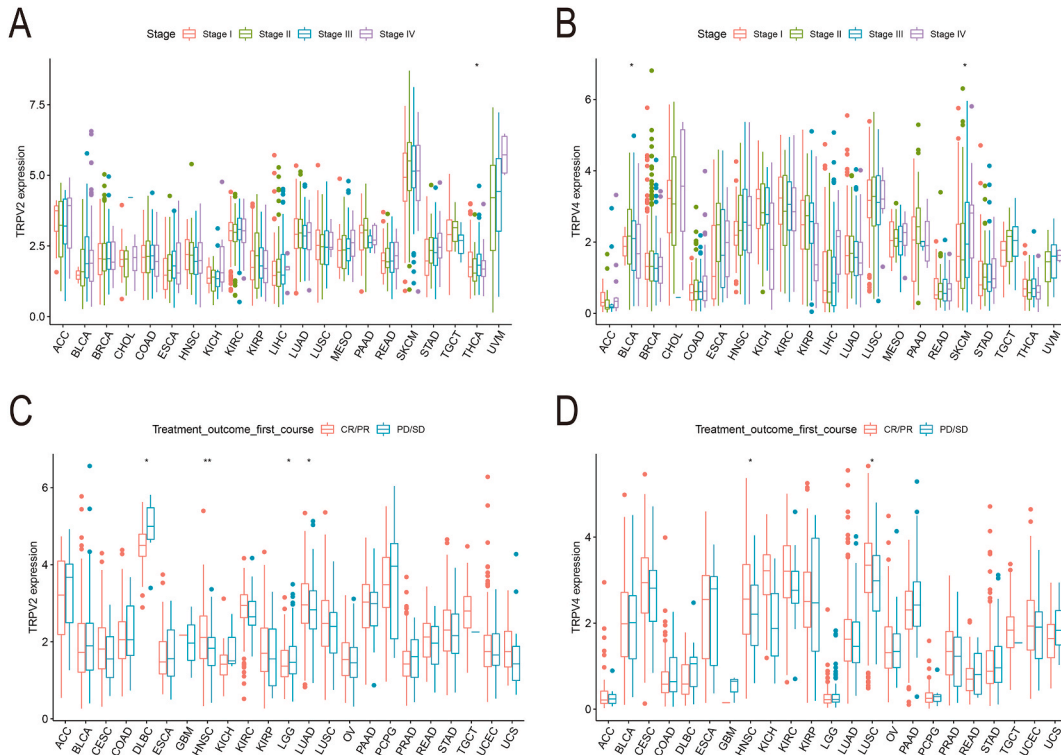 A
Stage Stage I Stage II Stage III Stage IV
*
TRPV2 expression
7.5
5.0
2.5
0.0
ACC BLCA BRCA CHOL COAD ESCA HNSC KICH KIRC KIRP LIHC LUAD LUSC MESO PAAD READ SKCM STAD TGCT THCA UVM
B
Stage Stage I Stage II Stage III Stage IV
* *
TRPV4 expression
6
4
2
0
ACC BLCA BRCA CHOL COAD ESCA HNSC KICH KIRC KIRP LIHC LUAD LUSC MESO PAAD READ SKCM STAD TGCT THCA UVM
C
Treatment_outcome_first_course CR/PR PD/SD
* ** * *
TRPV2 expression
6
4
2
0
ACC BLCA CESC COAD DLBC ESCA GBM HNSC KICH KIRC KIRP LGG LUAD LUSC OV PAAD PCPG PRAD READ STAD TGCT UCEC UCS
D
Treatment_outcome_first_course CR/PR PD/SD
* *
TRPV4 expression
4
2
0
ACC BLCA CESC COAD DLBC ESCA GBM HNSC KICH KIRC KIRP LGG LUAD LUSC OV PAAD PCPG PRAD READ STAD TGCT UCEC UCS